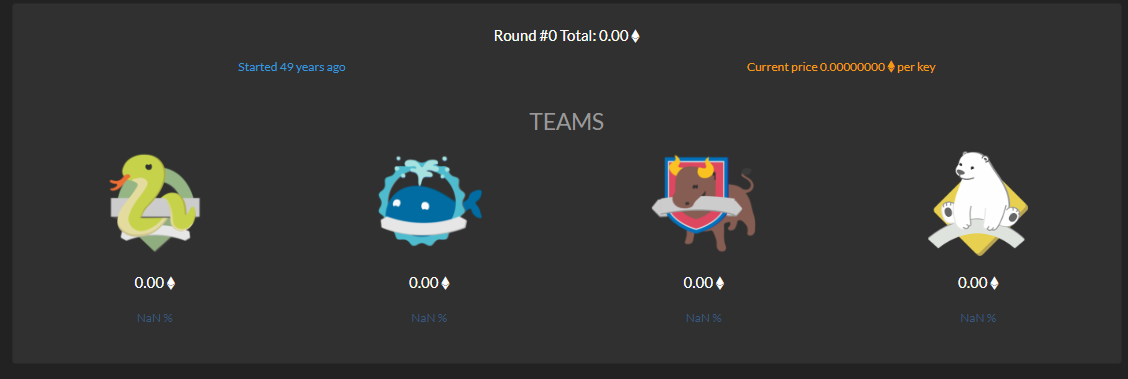 Round #0 Total: 0.00
Started 49 years ago
Current price 0.00000000 per key
TEAMS
0.00
0.00
0.00
0.00
NaN %
NaN %
NaN %
NaN %